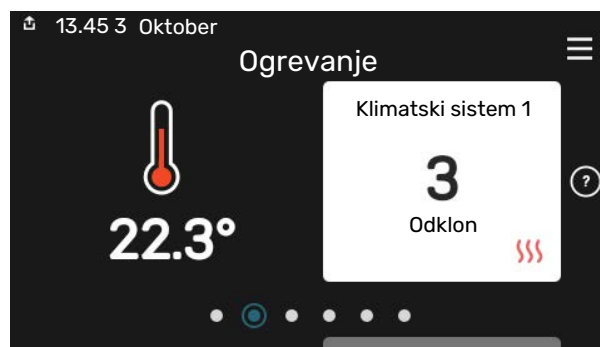 13.45 3 Oktober
Ogrevanje
Klimatski sistem 1
3
Odklon
22.3°
?